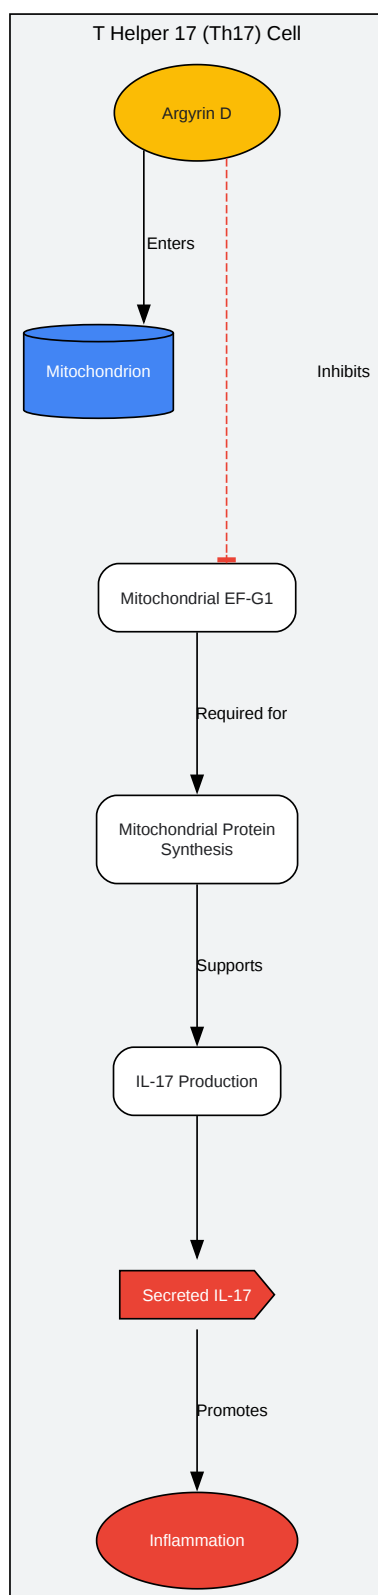 T Helper 17 (Th17) Cell
Argyrin D
Enters
Mitochondrion
Inhibits
Mitochondrial EF-G1
Required for
Mitochondrial Protein
Synthesis
Supports
IL-17 Production
Secreted IL-17
Promotes
Inflammation